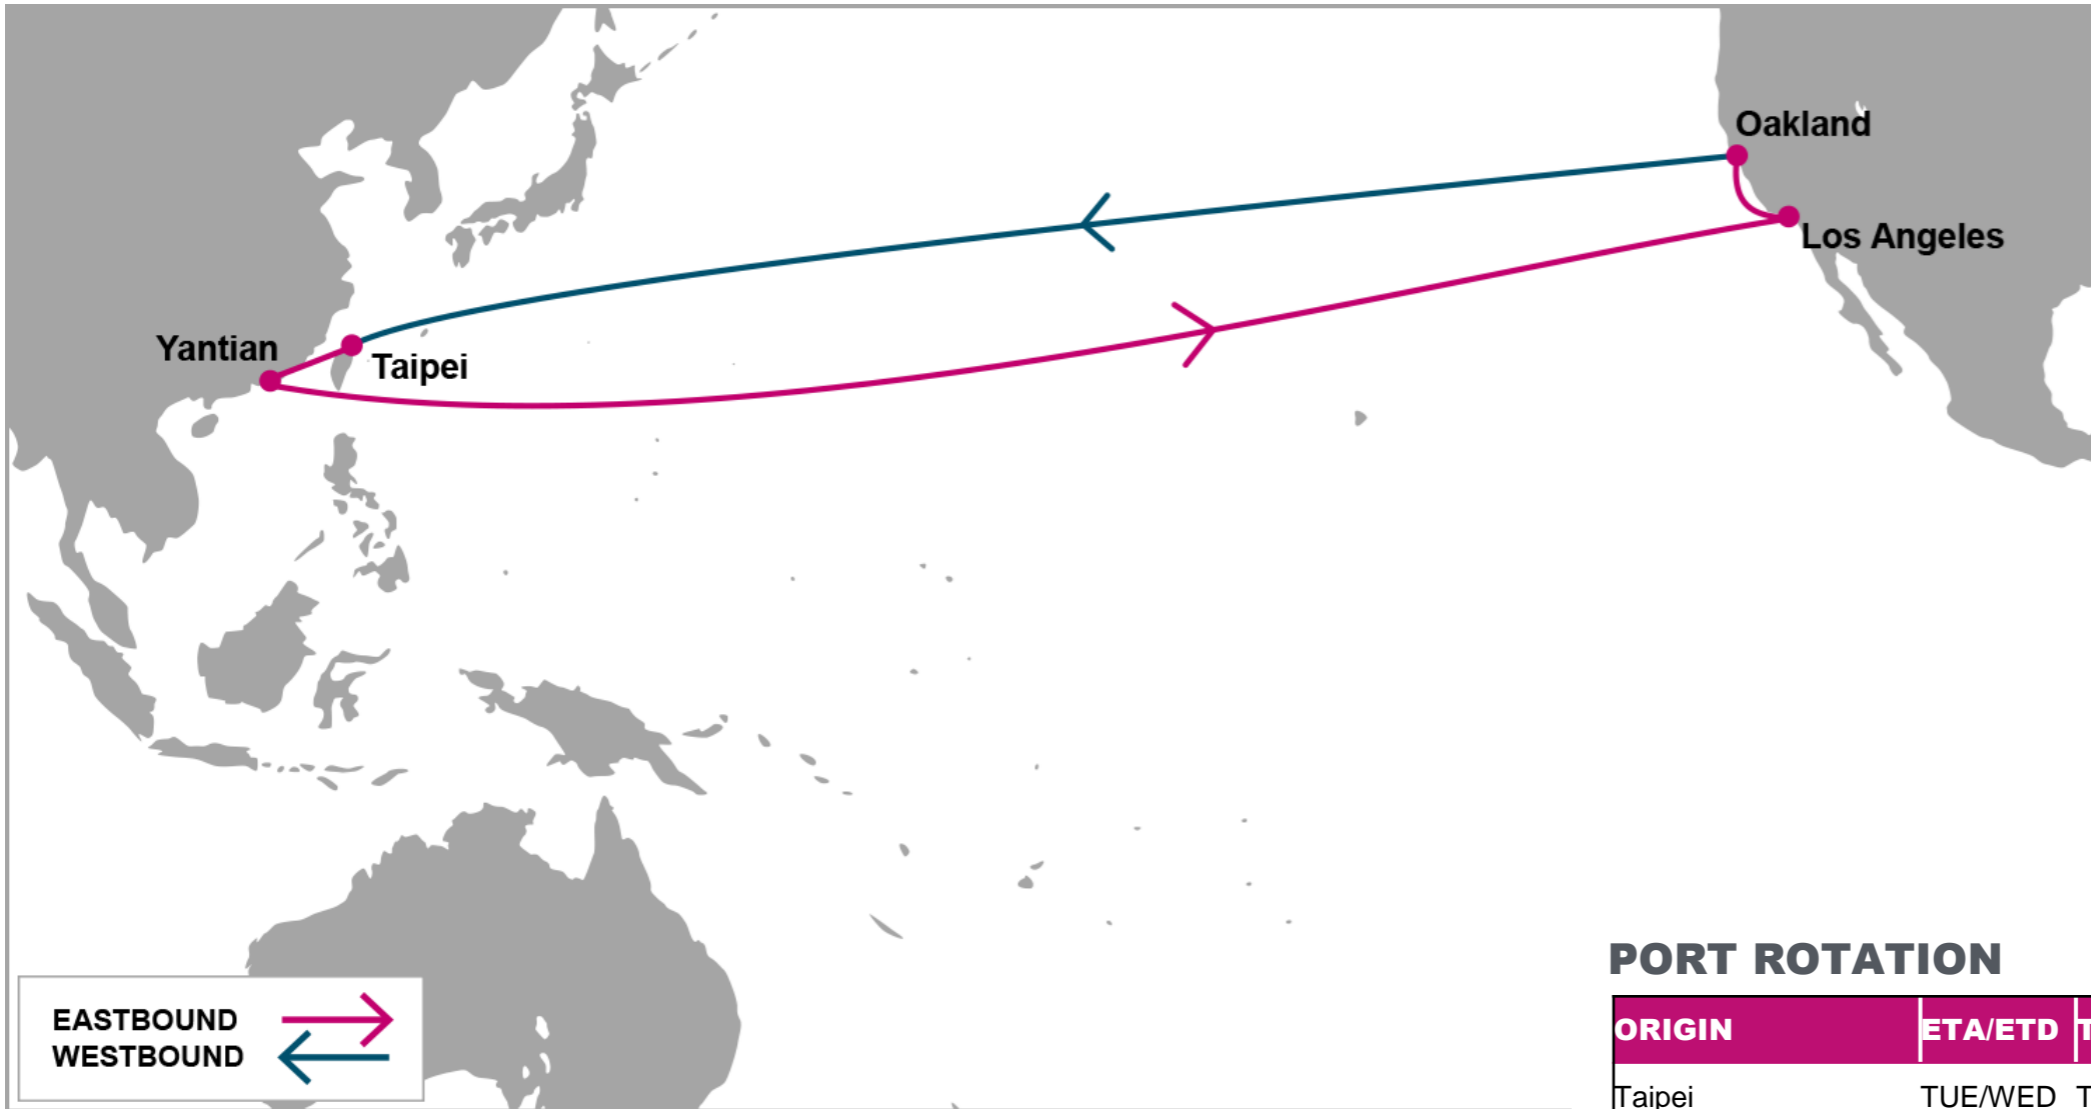 Oakland
Los Angeles
Yantian
Taipei
PORT ROTATION
EASTBOUND
WESTBOUND
ORIGIN ETA/ETD T
Taipei TUE/WED T